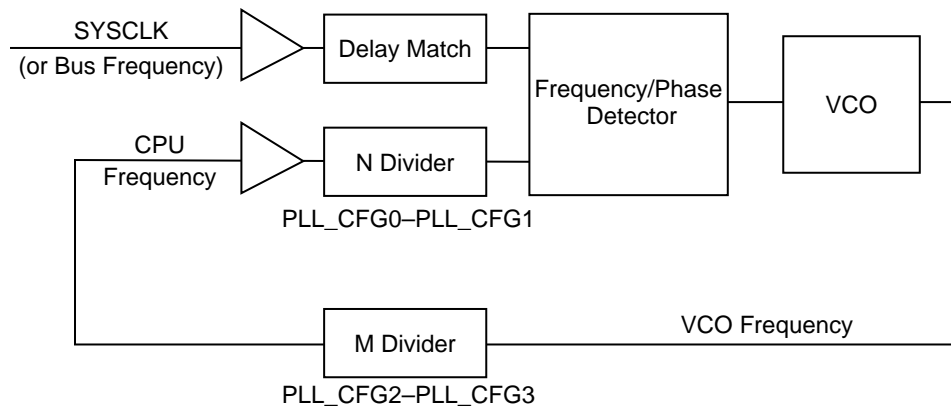 SYSCLK
(or Bus Frequency)
Delay Match
Frequency/Phase
Detector
VCO
CPU
Frequency
N Divider
PLL_CFG0–PLL_CFG1
M Divider
VCO Frequency
PLL_CFG2–PLL_CFG3